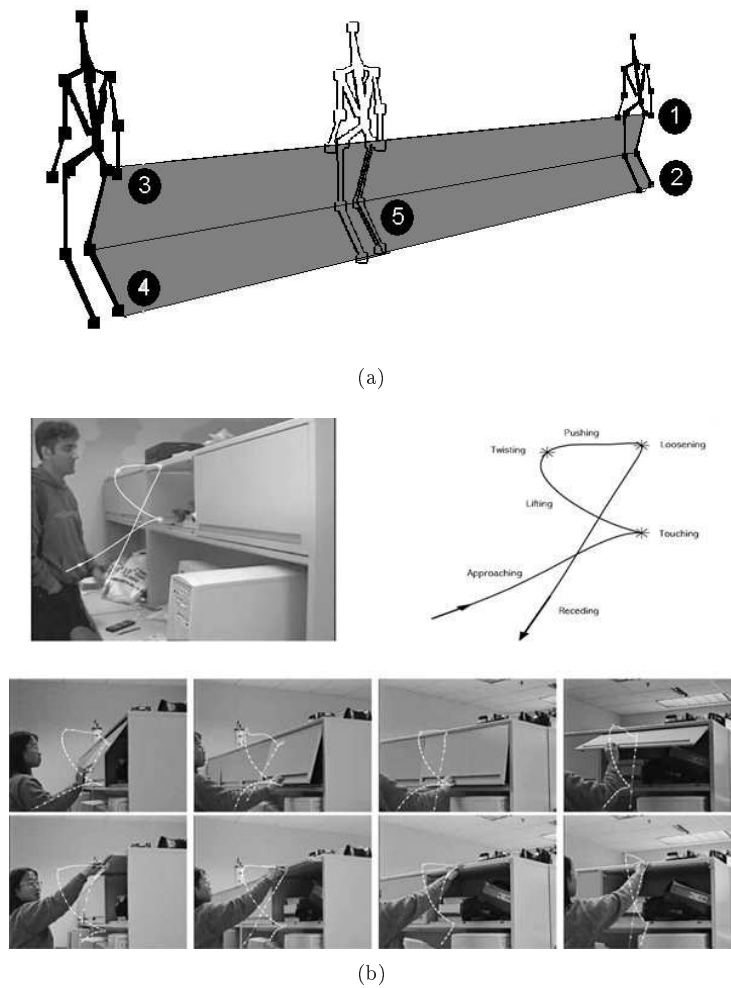 1
2
3
5
4
(a)
Pushing
Twisting
Loosening
Lifting
Touching
Approaching
Receding
(b)